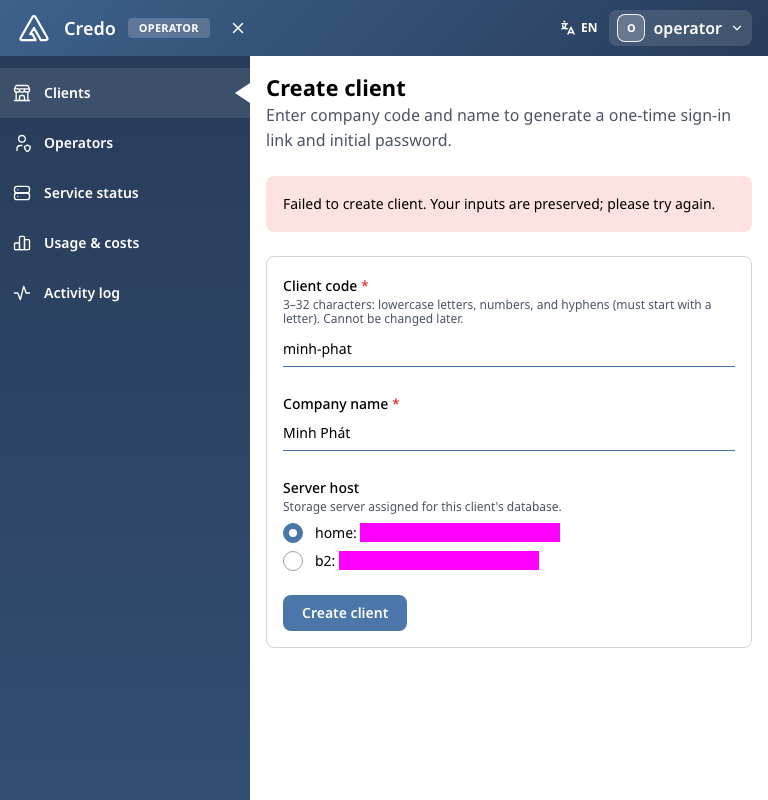 Credo
OPERATOR
EN
O
operator
Clients
Operators
Service status
Usage & costs
Activity log
Create client
Enter company code and name to generate a one-time sign-in
link and initial password.
Failed to create client. Your inputs are preserved; please try again.
Client code *
3–32 characters: lowercase letters, numbers, and hyphens (must start with a
letter). Cannot be changed later.
minh-phat
Company name *
Minh Phát
Server host
Storage server assigned for this client's database.
home:
b2:
Create client